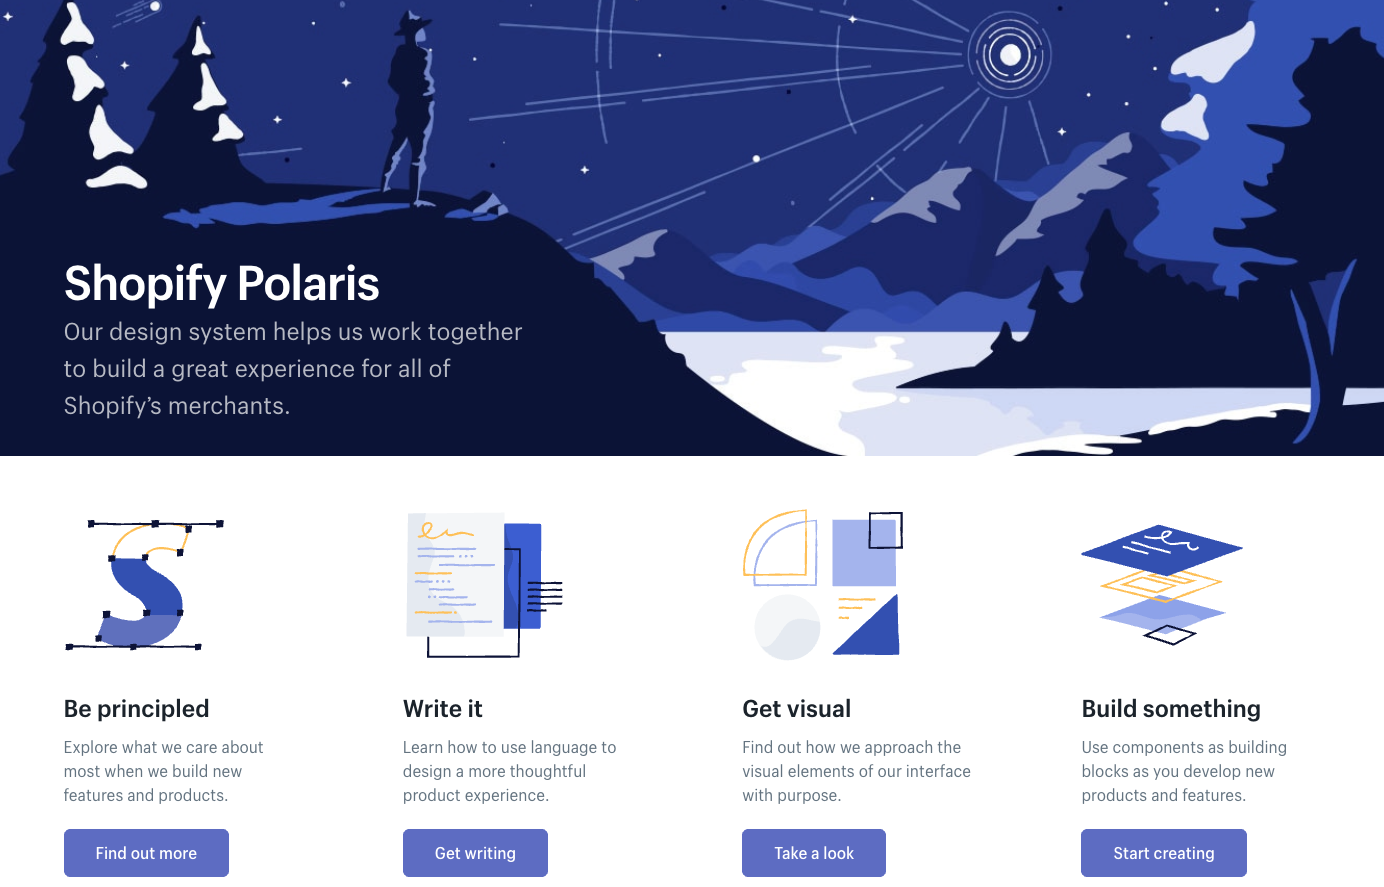 Shopify Polaris
Our design system helps us work together
to build a great experience for all of
Shopify’s merchants.
Be principled
Explore what we care about
most when we build new
features and products.
Find out more
Write it
Learn how to use language to
design a more thoughtful
product experience.
Get writing
Get visual
Find out how we approach the
visual elements of our interface
with purpose.
Take a look
Build something
Use components as building
blocks as you develop new
products and features.
Start creating